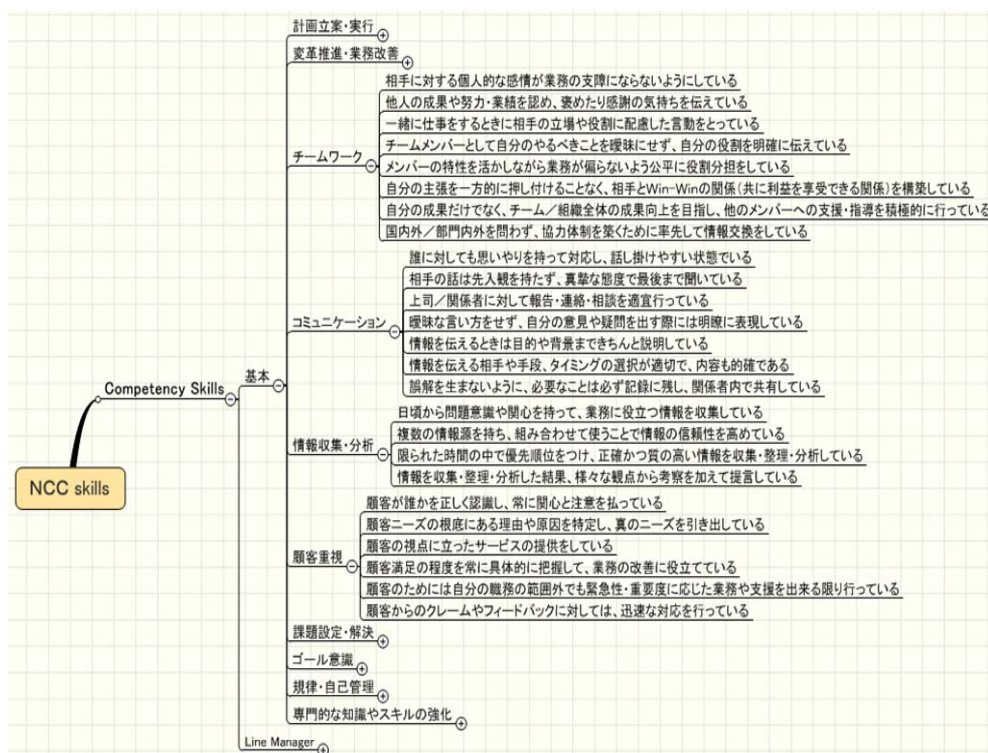 計画立案・実行
変革推進・業務改善
相手に対する個人的な感情が業務の支障にならないようにしている
他人の成果や努力・業績を認め、褒めたり感謝の気持ちを伝えている
一緒に仕事をするときに相手の立場や役割に配慮した言動をとっている
チームメンバーとして自分のやるべきことを曖昧にせず、自分の役割を明確に伝えている
チームワーク
メンバーの特性を活かしながら業務が偏らないよう公平に役割分担をしている
自分の主張を一方的に押し付けることなく、相手とWin-Winの関係(共に利益を享受できる関係)を構築している
自分の成果だけでなく、チーム/組織全体の成果向上を目指し、他のメンバーへの支援・指導を積極的に行っている
国内外/部門内外を問わず、協力体制を築くために率先して情報交換をしている
誰に対しても思いやりを持って対応し、話し掛けやすい状態でいる
相手の話は先入観を持たず、真摯な態度で最後まで聞いている
上司/関係者に対して報告・連絡・相談を適宜行っている
コミュニケーション
曖昧な言い方をせず、自分の意見や疑問を出す際には明瞭に表現している
情報を伝えるときは目的や背景まできちんと説明している
情報を伝える相手や手段、タイミングの選択が適切で、内容も的確である
誤解を生まないように、必要なことは必ず記録に残し、関係者内で共有している
基本
Competency Skills
日頃から問題意識や関心を持って、業務に役立つ情報を収集している
複数の情報源を持ち、組み合わせて使うことで情報の信頼性を高めている
情報収集・分析
限られた時間の中で優先順位をつけ、正確かつ質の高い情報を収集・整理・分析している
情報を収集・整理・分析した結果、様々な観点から考察を加えて提言している
NCC skills
顧客が誰かを正しく認識し、常に関心と注意を払っている
顧客ニーズの根底にある理由や原因を特定し、真のニーズを引き出している
顧客の視点に立ったサービスの提供をしている
顧客重視
顧客満足の程度を常に具体的に把握して、業務の改善に役立てている
顧客のためには自分の職務の範囲外でも緊急性・重要度に応じた業務や支援を出来る限り行っている
顧客からのクレームやフィードバックに対しては、迅速な対応を行っている
課題設定・解決
ゴール意識
規律・自己管理
専門的な知識やスキルの強化
Line Manager